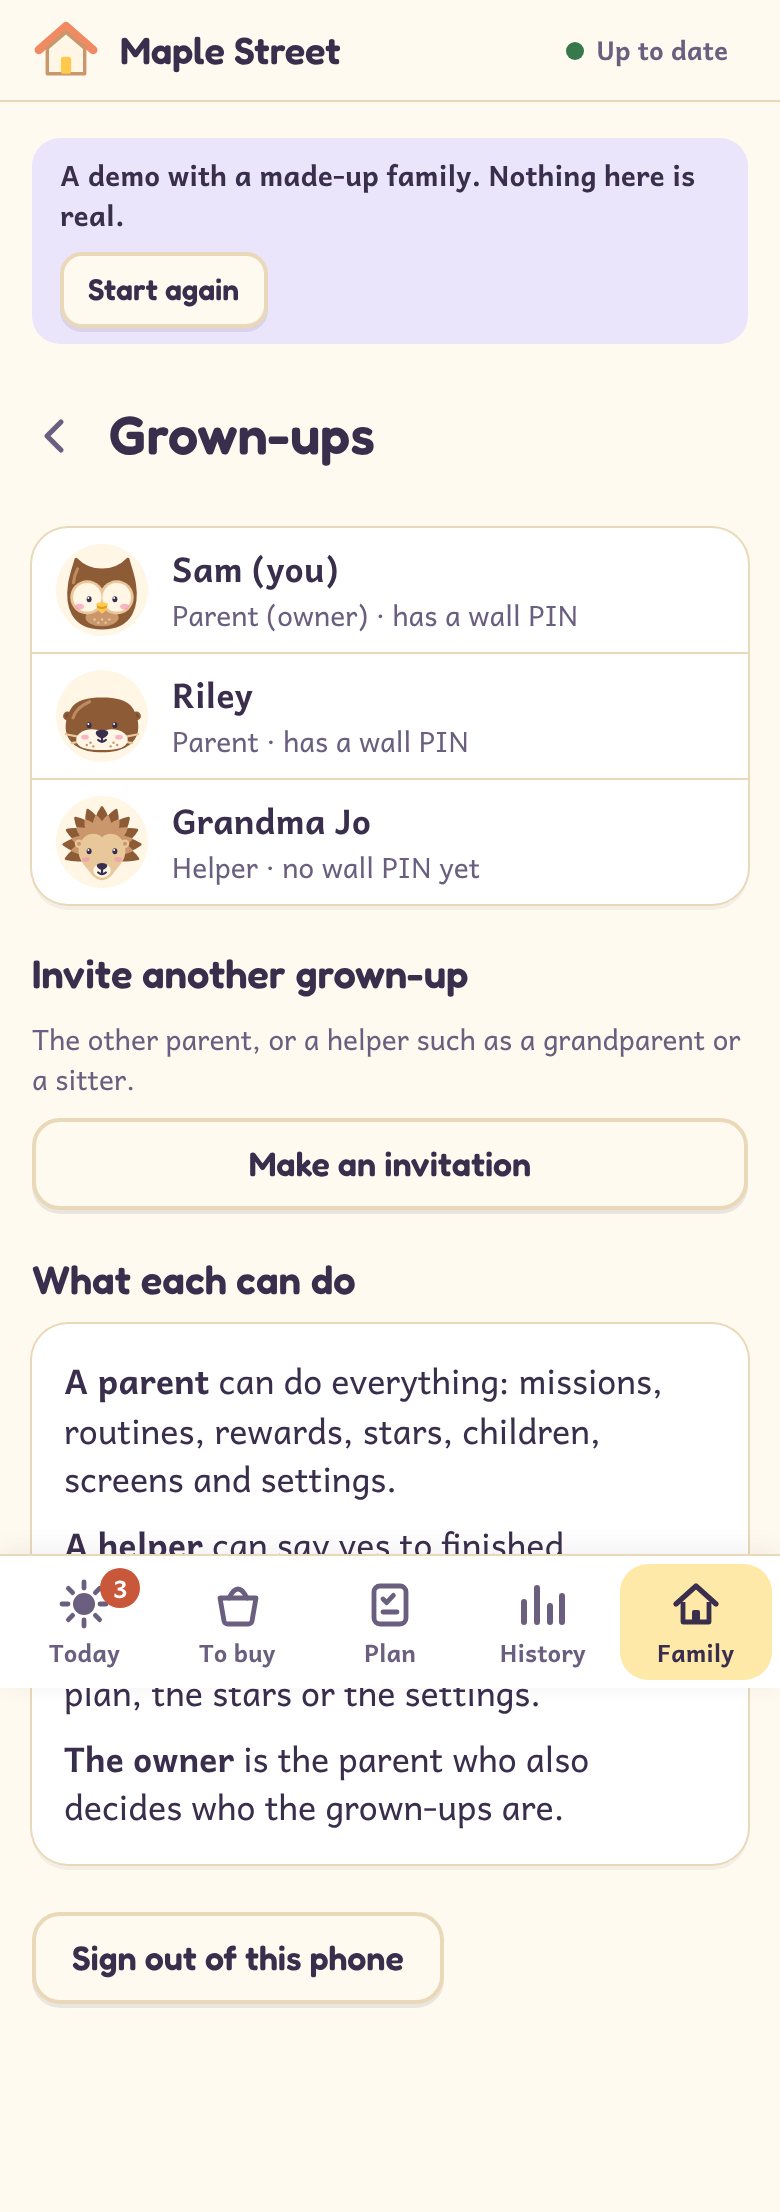 Maple Street
Up to date
A demo with a made-up family. Nothing here is
real.
Start again
Grown-ups
Sam (you)
Parent (owner) · has a wall PIN
Riley
Parent · has a wall PIN
Grandma Jo
Helper · no wall PIN yet
Invite another grown-up
The other parent, or a helper such as a grandparent or
a sitter.
Make an invitation
What each can do
A parent can do everything: missions,
routines, rewards, stars, children,
screens and settings.
A helper can say yes to finished
3
Today
To buy
Plan
History
Family
plan, the stars or the settings.
The owner is the parent who also
decides who the grown-ups are.
Sign out of this phone